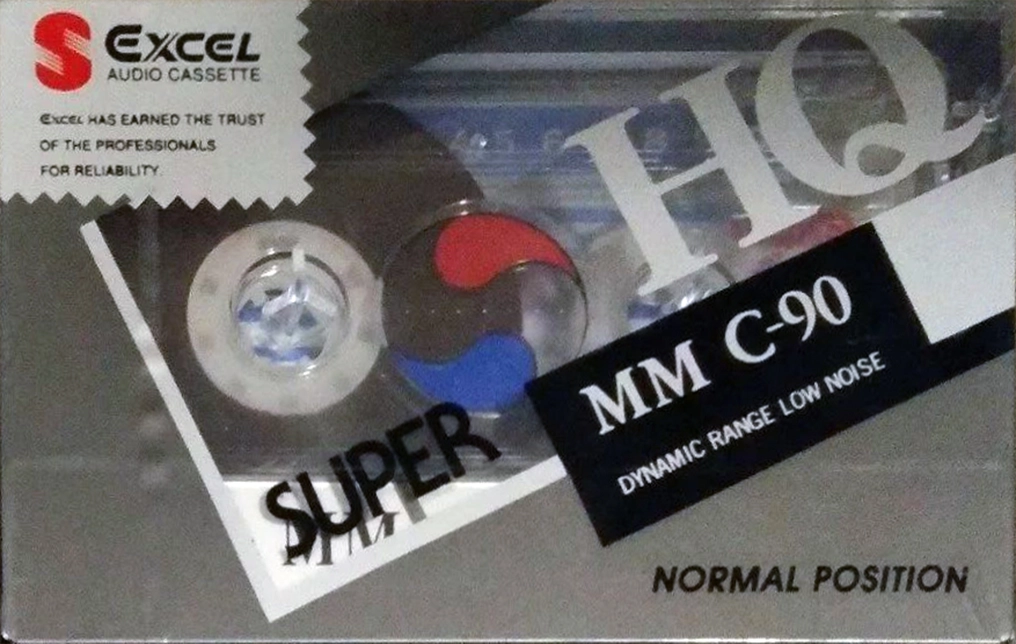 S EXCEL
AUDIO CASSETTE
EXCEL HAS EARNED THE TRUST
OF THE PROFESSIONALS
FOR RELIABILITY.
HQ
MM C-90
DYNAMIC RANGE LOW NOISE
SUPER
MM
NORMAL POSITION